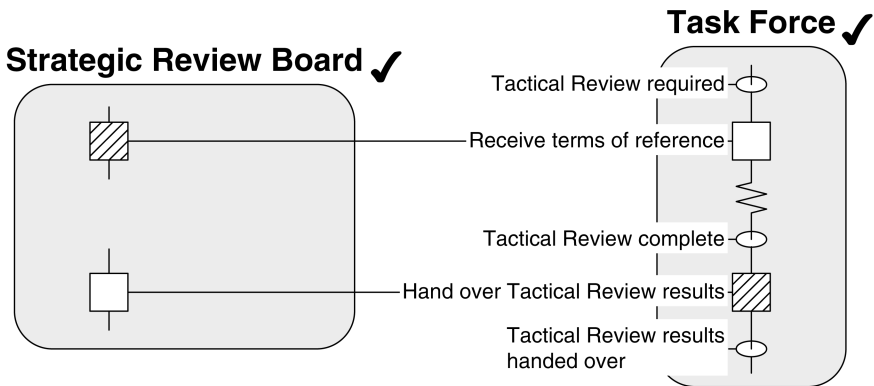 Task Force
Strategic Review Board
Tactical Review required
Receive terms of reference
Tactical Review complete
Hand over Tactical Review results
Tactical Review results
handed over